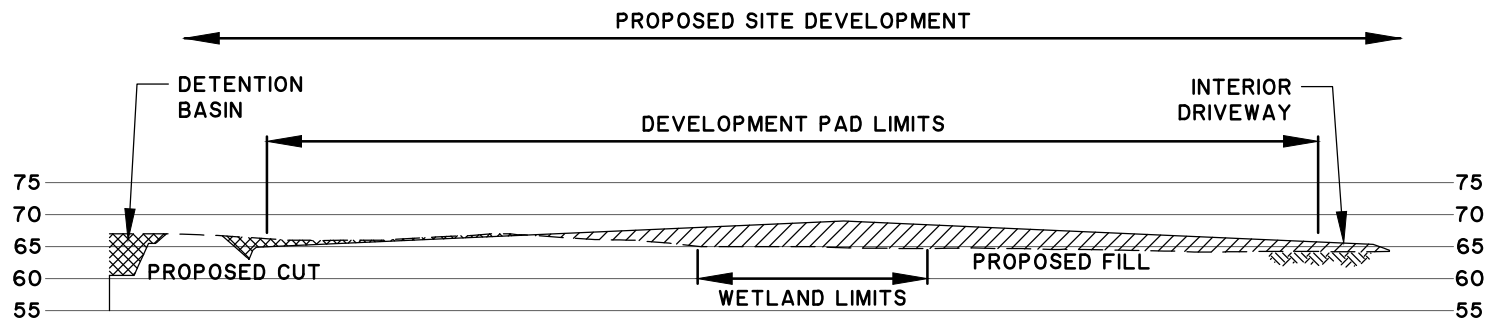 PROPOSED SITE DEVELOPMENT
DETENTION
BASIN
INTERIOR
DRIVEWAY
DEVELOPMENT PAD LIMITS
75 75
70 70
65 65
PROPOSED CUT
PROPOSED FILL
60 60
WETLAND LIMITS
55 55